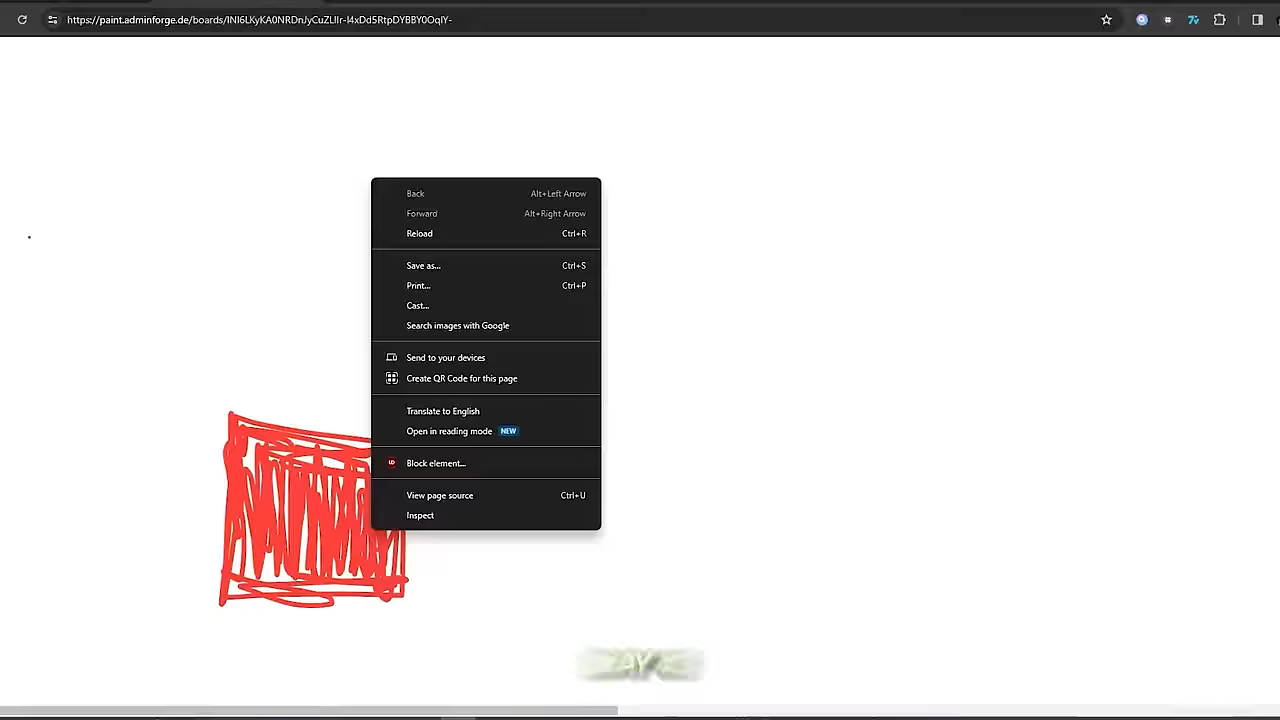 https://paint.adminforge.de/boards/lNI6LKyKA0NRDnJyCuZLlIr-l4xDd5RtpDYBBY0OqlY-
Back Alt+Left Arrow
Forward Alt+Right Arrow
Reload Ctrl+R
Save as... Ctrl+S
Print... Ctrl+P
Cast...
Search images with Google
Send to your devices
Create QR Code for this page
Translate to English
Open in reading mode NEW
Block element...
View page source Ctrl+U
Inspect